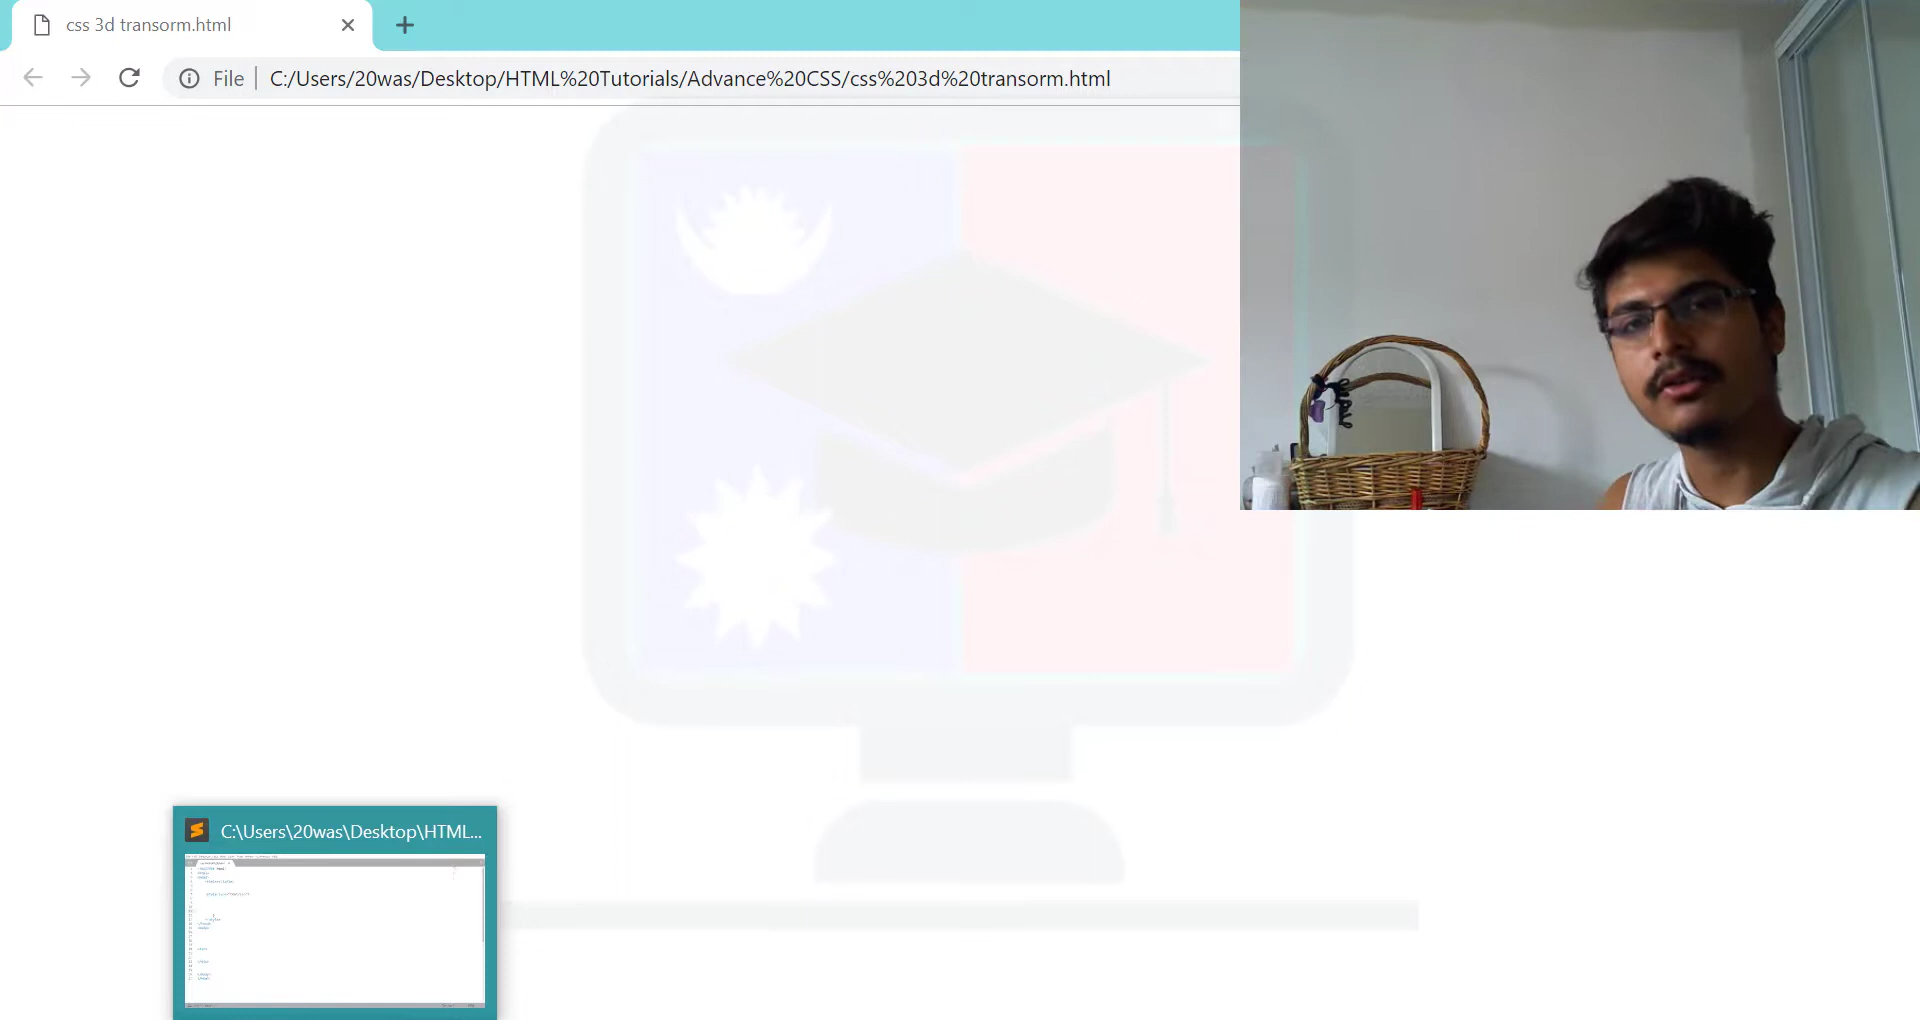 css 3d transorm.html
File
C:/Users/20was/Desktop/HTML%20Tutorials/Advance%20CSS/css%203d%20transorm.html
C:\Users\20was\Desktop\HTML...